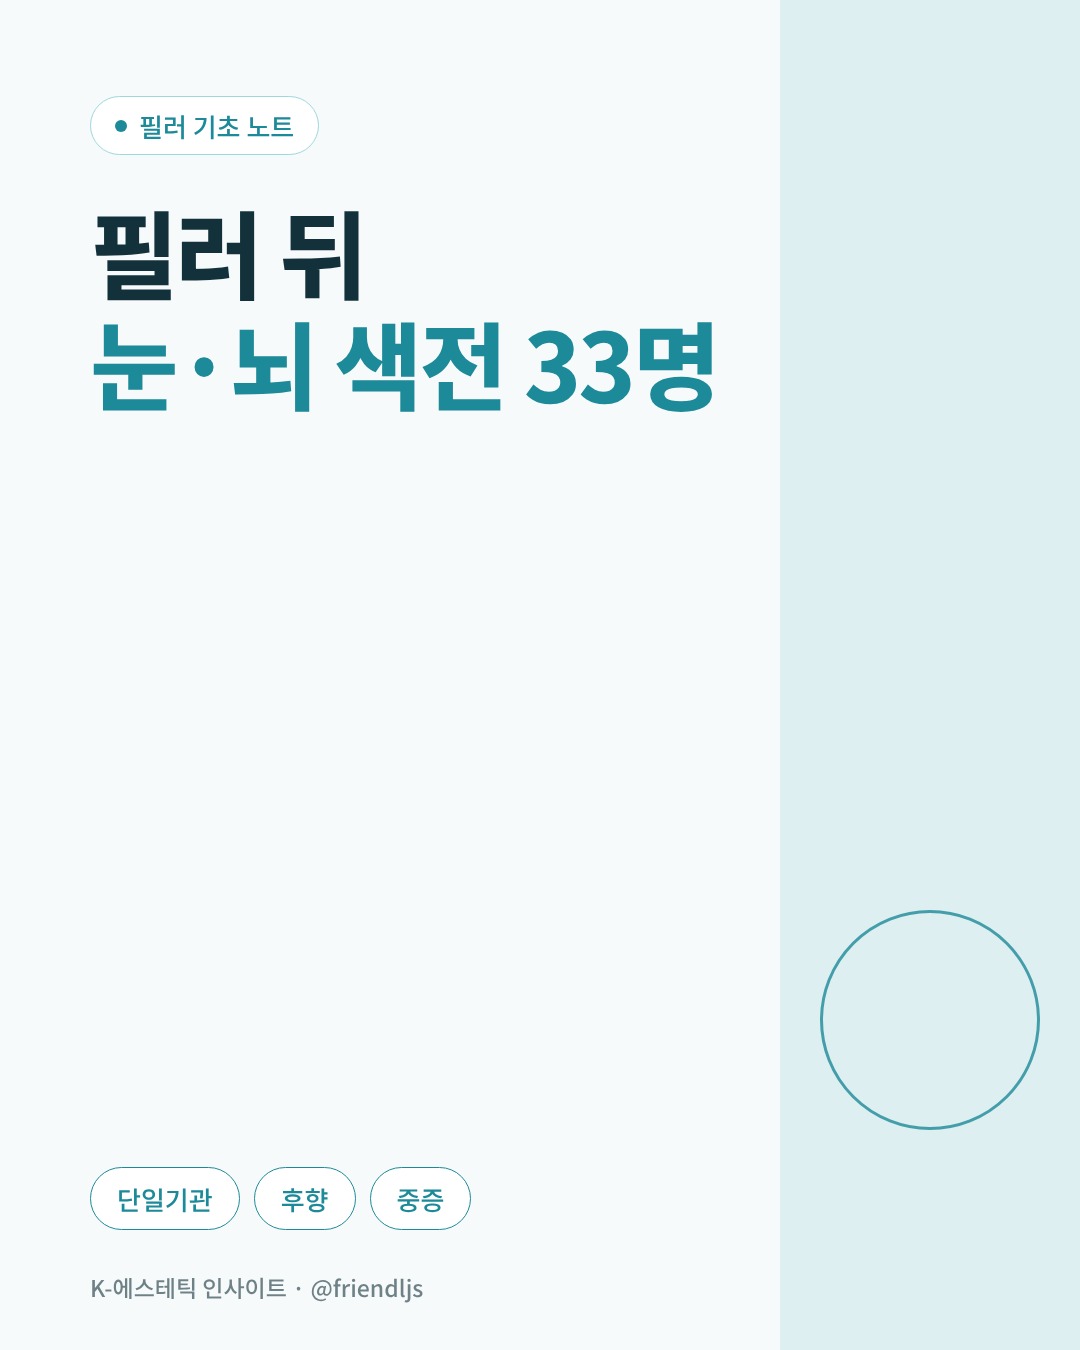 필러 기초 노트
필러 뒤
눈·뇌 색전 33명
단일기관 후향 중증
K-에스테틱 인사이트 · @friendljs